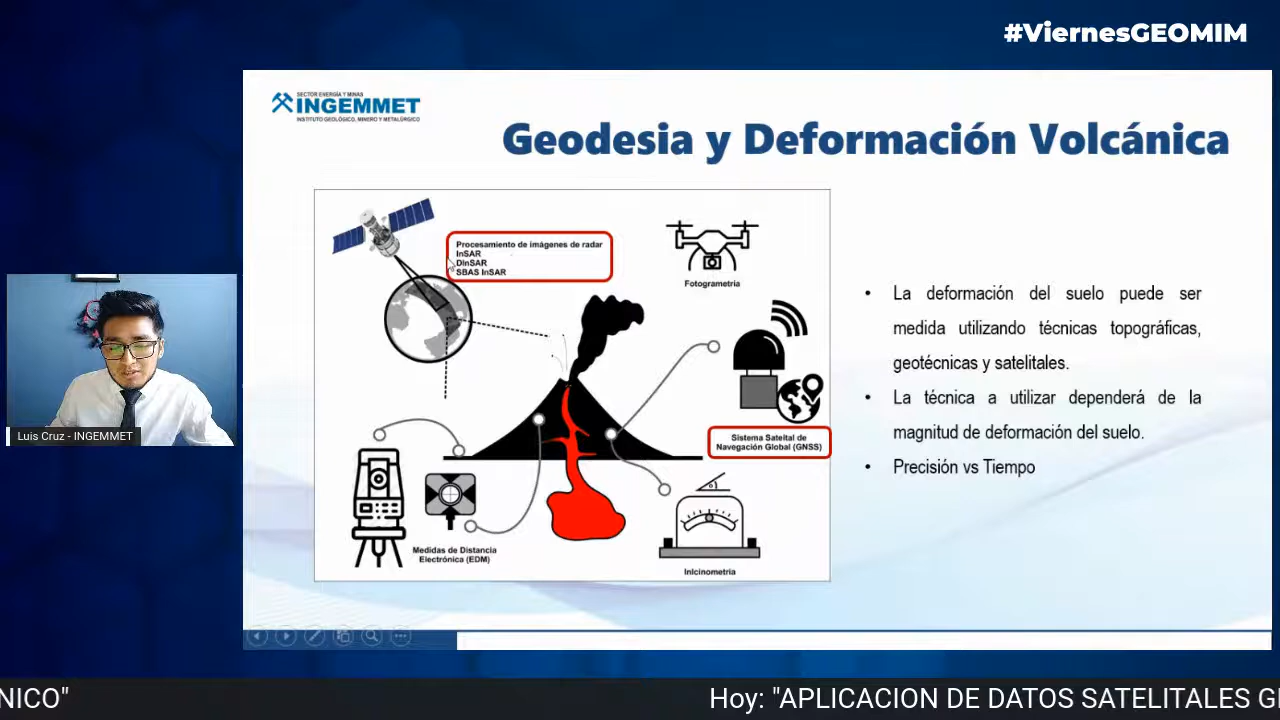 #ViernesGEOMIM
SECTOR ENERGÍA Y MINAS
INGEMMET
INSTITUTO GEOLÓGICO, MINERO Y METALÚRGICO
Geodesia y Deformación Volcánica
Procesamiento de imágenes de radar
InSAR
DInSAR
SBAS InSAR
Fotogrametría
Sistema Sateital de
Navegación Global (GNSS)
Medidas de Distancia
Electrónica (EDM)
Inlcinometría
• La deformación del suelo puede ser
medida utilizando técnicas topográficas,
geotécnicas y satelitales.
• La técnica a utilizar dependerá de la
magnitud de deformación del suelo.
• Precisión vs Tiempo
Luis Cruz - INGEMMET
NICO" Hoy: "APLICACION DE DATOS SATELITALES